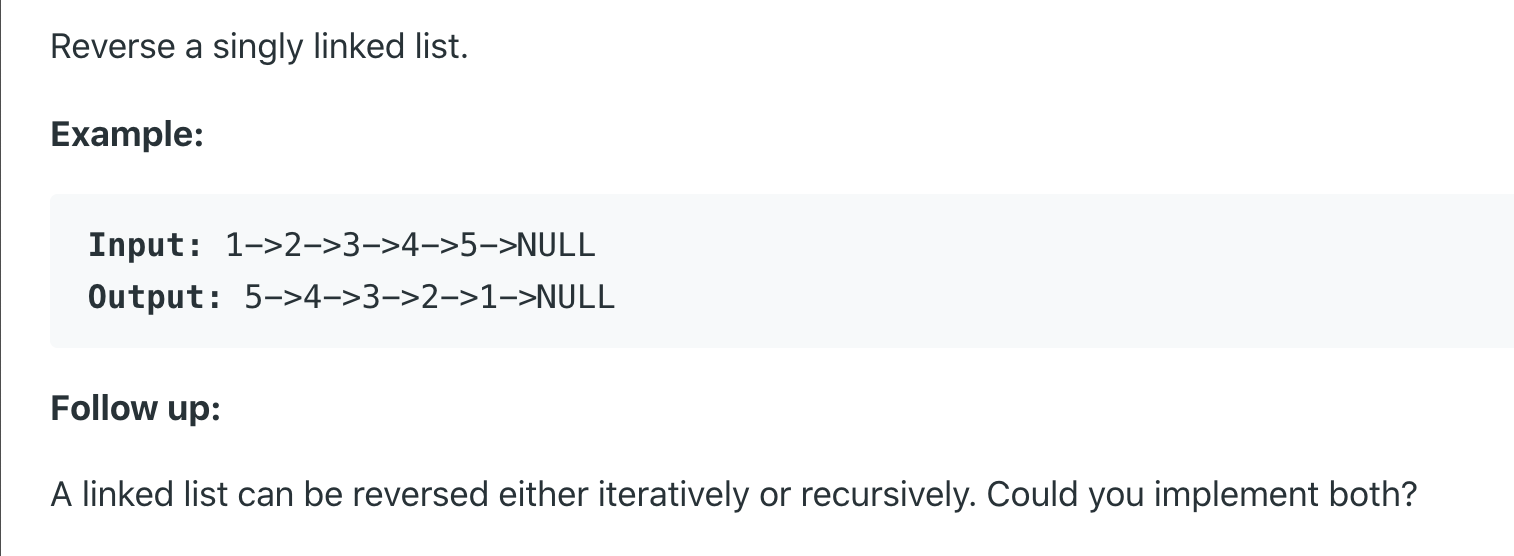 Reverse a singly linked list.
Example:
Input: 1->2->3->4->5->NULL
Output: 5->4->3->2->1->NULL
Follow up:
A linked list can be reversed either iteratively or recursively. Could you implement both?